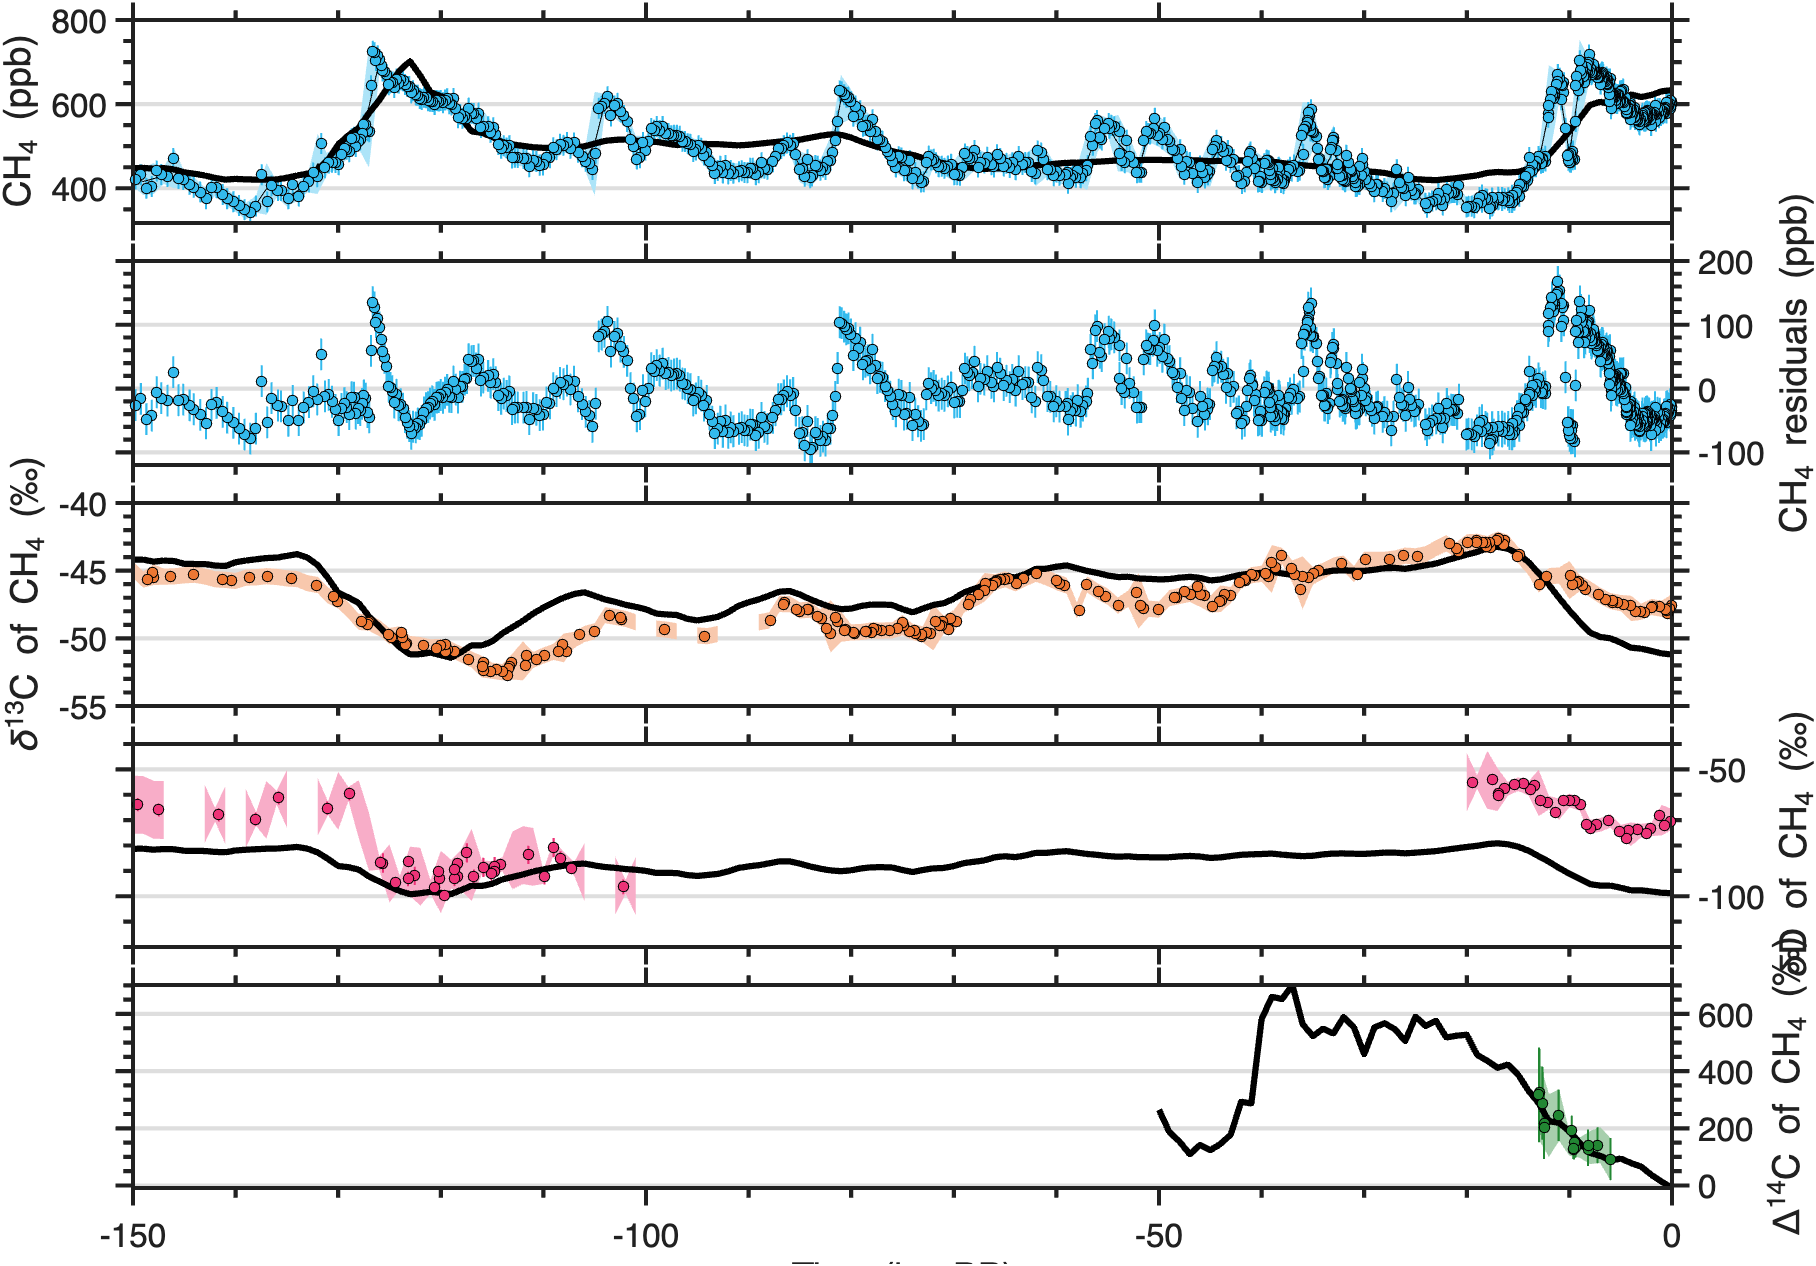 800
600
400
CH₄ (ppb)
200
100
0
-100
CH₄ residuals (ppb)
-40
-45
-50
-55
δ¹³C of CH₄ (‰)
-50
-100
δD of CH₄ (‰)
600
400
200
0
Δ¹⁴C of CH₄ (‰)
-150 -100 -50 0